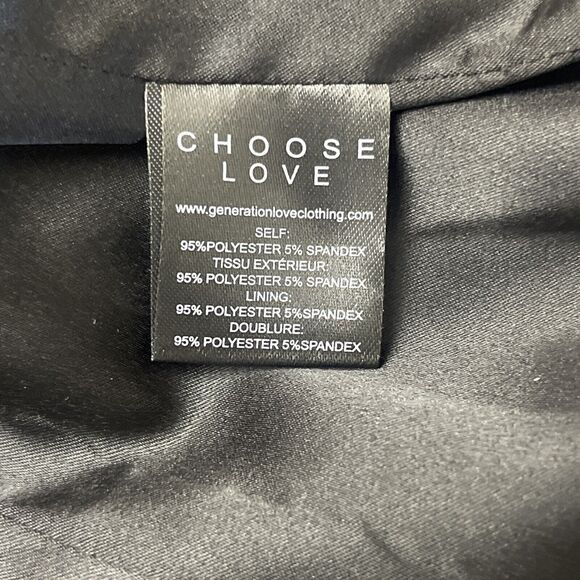 CHOOSE
LOVE
www.generationloveclothing.com
SELF:
95%POLYESTER 5% SPANDEX
TISSU EXTÉRIEUR:
95% POLYESTER 5% SPANDEX
LINING:
95% POLYESTER 5%SPANDEX
DOUBLURE:
95% POLYESTER 5%SPANDEX